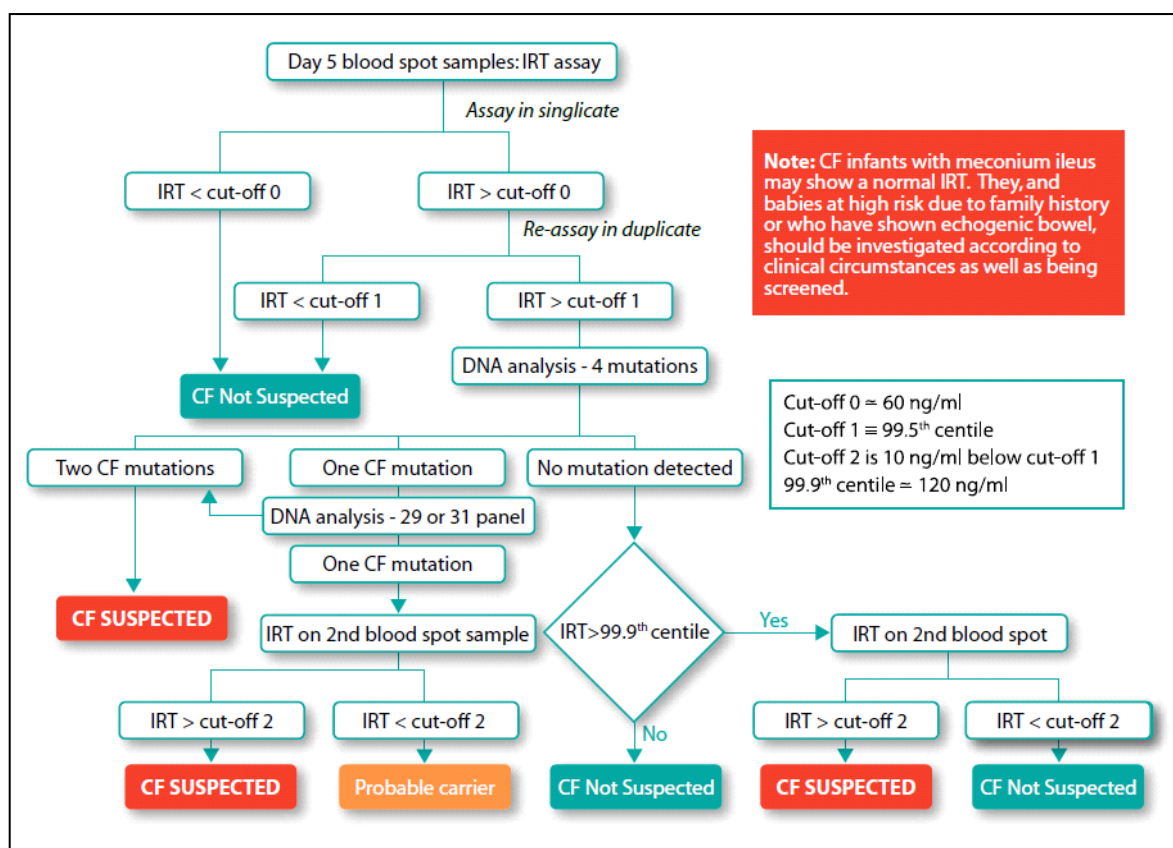 Day 5 blood spot samples: IRT assay
Assay in singlicate
IRT < cut-off 0
IRT > cut-off 0
Re-assay in duplicate
IRT < cut-off 1
IRT > cut-off 1
DNA analysis - 4 mutations
CF Not Suspected
Note: CF infants with meconium ileus
may show a normal IRT. They, and
babies at high risk due to family history
or who have shown echogenic bowel,
should be investigated according to
clinical circumstances as well as being
screened.
Cut-off 0 ≃ 60 ng/ml
Cut-off 1 ≡ 99.5th centile
Cut-off 2 is 10 ng/ml below cut-off 1
99.9th centile ≃ 120 ng/ml
Two CF mutations
One CF mutation
No mutation detected
DNA analysis - 29 or 31 panel
One CF mutation
CF SUSPECTED
IRT on 2nd blood spot sample
IRT>99.9th centile
Yes
IRT on 2nd blood spot
IRT > cut-off 2
IRT < cut-off 2
No
IRT > cut-off 2
IRT < cut-off 2
CF SUSPECTED
Probable carrier
CF Not Suspected
CF SUSPECTED
CF Not Suspected